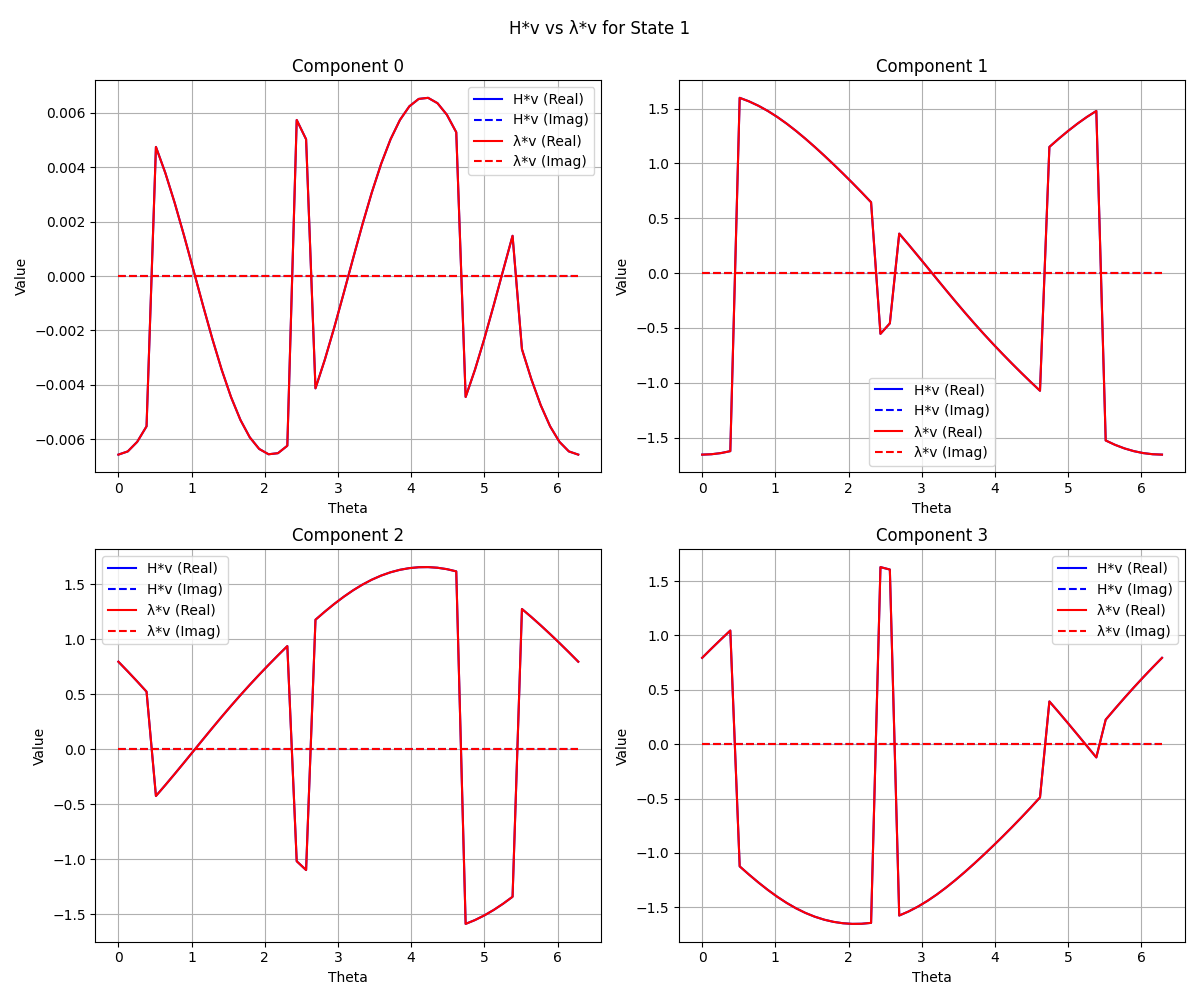 H*v vs λ*v for State 1
Component 0
0.006
0.004
0.002
0.000
−0.002
−0.004
−0.006
Value
0 1 2 3 4 5 6
Theta
H*v (Real)
H*v (Imag)
λ*v (Real)
λ*v (Imag)
Component 1
1.5
1.0
0.5
0.0
−0.5
−1.0
−1.5
Value
0 1 2 3 4 5 6
Theta
H*v (Real)
H*v (Imag)
λ*v (Real)
λ*v (Imag)
Component 2
1.5
1.0
0.5
0.0
−0.5
−1.0
−1.5
Value
0 1 2 3 4 5 6
Theta
H*v (Real)
H*v (Imag)
λ*v (Real)
λ*v (Imag)
Component 3
1.5
1.0
0.5
0.0
−0.5
−1.0
−1.5
Value
0 1 2 3 4 5 6
Theta
H*v (Real)
H*v (Imag)
λ*v (Real)
λ*v (Imag)